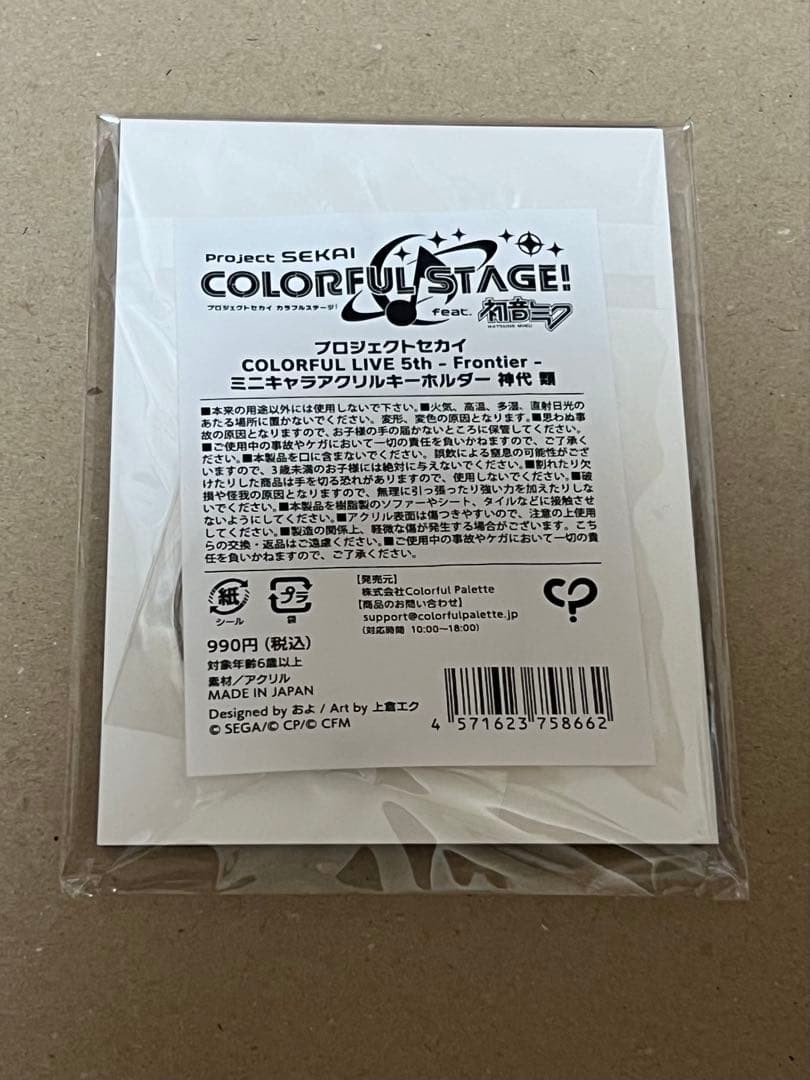 Project SEKAI
COLORFUL STAGE!
プロジェクトセカイ カラフルステージ!
feat. 初音ミク
HATSUNE MIKU
プロジェクトセカイ
COLORFUL LIVE 5th - Frontier -
ミニキャラアクリルキーホルダー 神代 類
■本来の用途以外には使用しないで下さい。■火気、高温、多湿、直射日光の
あたる場所に置かないでください。変形、変色の原因となります。■思わぬ事
故の原因となりますので、お子様の手の届かないところに保管してください。
■ご使用中の事故やケガにおいて一切の責任を負いかねますので、ご了承く
ださい。■本製品を口に含まないでください。誤飲による窒息の可能性がござ
いますので、3歳未満のお子様には絶対に与えないでください。■割れたり欠
けたりした商品は手を切る恐れがありますので、使用しないでください。■破
損や怪我の原因となりますので、無理に引っ張ったり強い力を加えたりしな
いでください。■本製品を樹脂製のソファーやシート、タイルなどに接触させ
ないようにしてください。■アクリル表面は傷つきやすいので、注意の上使用
してください。■製造の関係上、軽微な傷が発生する場合がございます。こち
らの交換・返品はご遠慮ください。■ご使用中の事故やケガにおいて一切の責
任を負いかねますので、ご了承ください。
紙
シール
プラ
袋
【発売元】
株式会社Colorful Palette
【商品のお問い合わせ】
support@colorfulpalette.jp
(対応時間 10:00~18:00)
990円(税込)
対象年齢6歳以上
素材/アクリル
MADE IN JAPAN
Designed by およ / Art by 上倉エク
© SEGA/© CP/© CFM
4 571623 758662